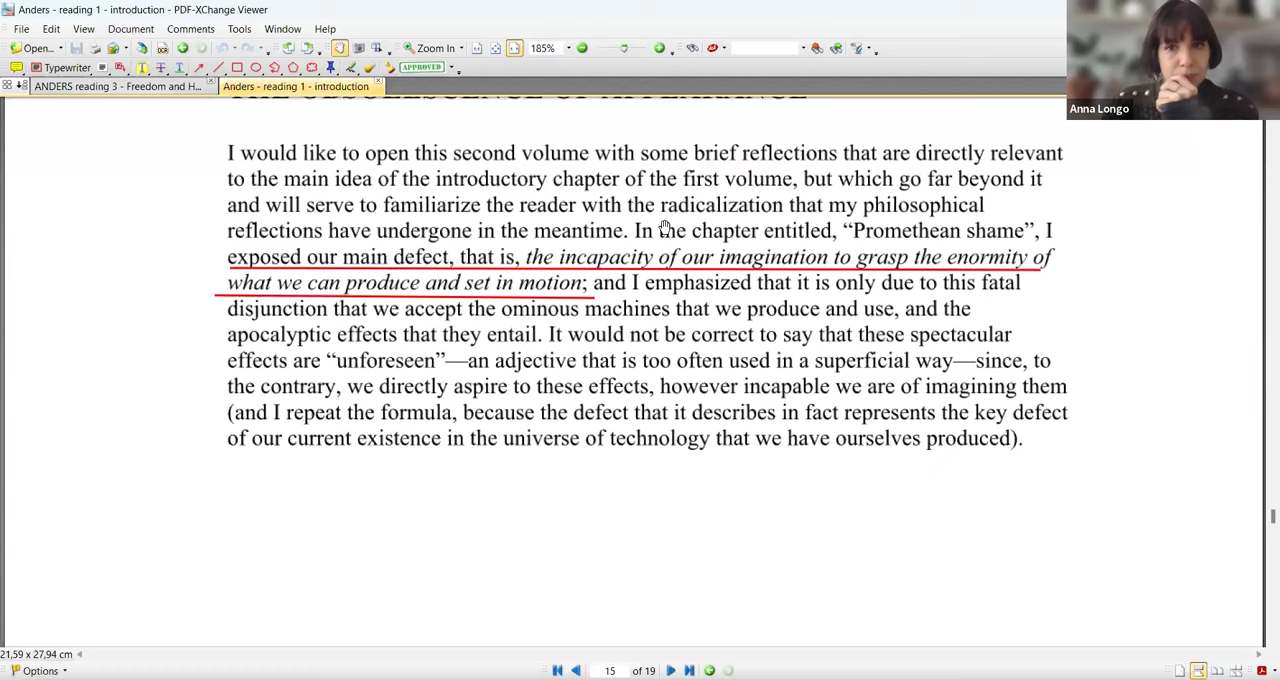 Anders - reading 1 - introduction - PDF-XChange Viewer
File Edit View Document Comments Tools Window Help
Open... Zoom In 185%
Typewriter APPROVED
ANDERS reading 3 - Freedom and H... Anders - reading 1 - introduction
Anna Longo
THE OBSOLESCENCE OF APPEARANCE
I would like to open this second volume with some brief reflections that are directly relevant
to the main idea of the introductory chapter of the first volume, but which go far beyond it
and will serve to familiarize the reader with the radicalization that my philosophical
reflections have undergone in the meantime. In the chapter entitled, “Promethean shame”, I
exposed our main defect, that is, the incapacity of our imagination to grasp the enormity of
what we can produce and set in motion; and I emphasized that it is only due to this fatal
disjunction that we accept the ominous machines that we produce and use, and the
apocalyptic effects that they entail. It would not be correct to say that these spectacular
effects are “unforeseen”—an adjective that is too often used in a superficial way—since, to
the contrary, we directly aspire to these effects, however incapable we are of imagining them
(and I repeat the formula, because the defect that it describes in fact represents the key defect
of our current existence in the universe of technology that we have ourselves produced).
21,59 x 27,94 cm
Options 15 of 19